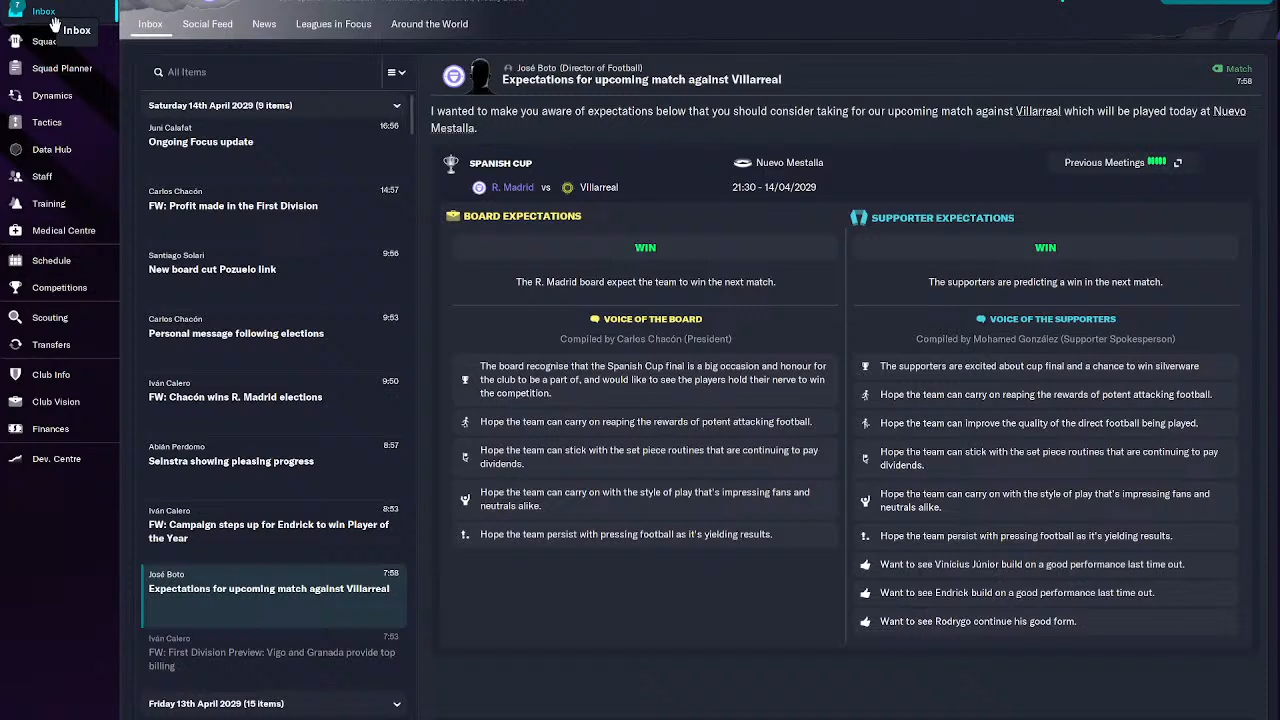 7
Inbox
Inbox
Squad Planner
Dynamics
Tactics
Data Hub
Staff
Training
Medical Centre
Schedule
Competitions
Scouting
Transfers
Club Info
Club Vision
Finances
Dev. Centre
Inbox
Social Feed
News
Leagues in Focus
Around the World
All Items
Saturday 14th April 2029 (9 items)
Juni Calafat
16:56
Ongoing Focus update
Carlos Chacón
14:57
FW: Profit made in the First Division
Santiago Solari
9:56
New board cut Pozuelo link
Carlos Chacón
9:53
Personal message following elections
Iván Calero
9:50
FW: Chacón wins R. Madrid elections
Abián Perdomo
8:57
Seinstra showing pleasing progress
Iván Calero
8:53
FW: Campaign steps up for Endrick to win Player of
the Year
José Boto
7:58
Expectations for upcoming match against Villarreal
Iván Calero
7:53
FW: First Division Preview: Vigo and Granada provide top
billing
Friday 13th April 2029 (15 items)
José Boto (Director of Football)
Expectations for upcoming match against Villarreal
Match
7:58
I wanted to make you aware of expectations below that you should consider taking for our upcoming match against Villarreal which will be played today at Nuevo
Mestalla.
SPANISH CUP
R. Madrid vs Villarreal
Nuevo Mestalla
21:30 - 14/04/2029
Previous Meetings
BOARD EXPECTATIONS
WIN
The R. Madrid board expect the team to win the next match.
VOICE OF THE BOARD
Compiled by Carlos Chacón (President)
The board recognise that the Spanish Cup final is a big occasion and honour for
the club to be a part of, and would like to see the players hold their nerve to win
the competition.
Hope the team can carry on reaping the rewards of potent attacking football.
Hope the team can stick with the set piece routines that are continuing to pay
dividends.
Hope the team can carry on with the style of play that's impressing fans and
neutrals alike.
Hope the team persist with pressing football as it's yielding results.
SUPPORTER EXPECTATIONS
WIN
The supporters are predicting a win in the next match.
VOICE OF THE SUPPORTERS
Compiled by Mohamed González (Supporter Spokesperson)
The supporters are excited about cup final and a chance to win silverware
Hope the team can carry on reaping the rewards of potent attacking football.
Hope the team can improve the quality of the direct football being played.
Hope the team can stick with the set piece routines that are continuing to pay
dividends.
Hope the team can carry on with the style of play that's impressing fans and
neutrals alike.
Hope the team persist with pressing football as it's yielding results.
Want to see Vinícius Júnior build on a good performance last time out.
Want to see Endrick build on a good performance last time out.
Want to see Rodrygo continue his good form.